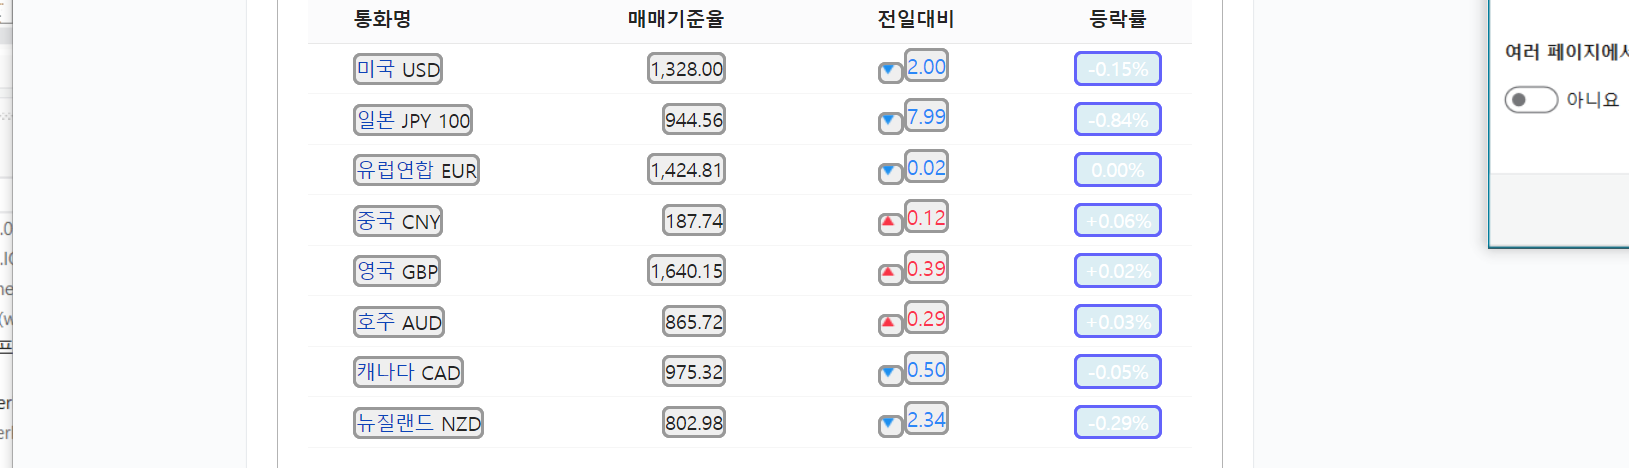 통화명 매매기준율 전일대비 등락률
미국 USD 1,328.00 ▼ 2.00 -0.15%
일본 JPY 100 944.56 ▼ 7.99 -0.84%
유럽연합 EUR 1,424.81 ▼ 0.02 0.00%
중국 CNY 187.74 ▲ 0.12 +0.06%
영국 GBP 1,640.15 ▲ 0.39 +0.02%
호주 AUD 865.72 ▲ 0.29 +0.03%
캐나다 CAD 975.32 ▼ 0.50 -0.05%
뉴질랜드 NZD 802.98 ▼ 2.34 -0.29%
여러 페이지에서
아니요